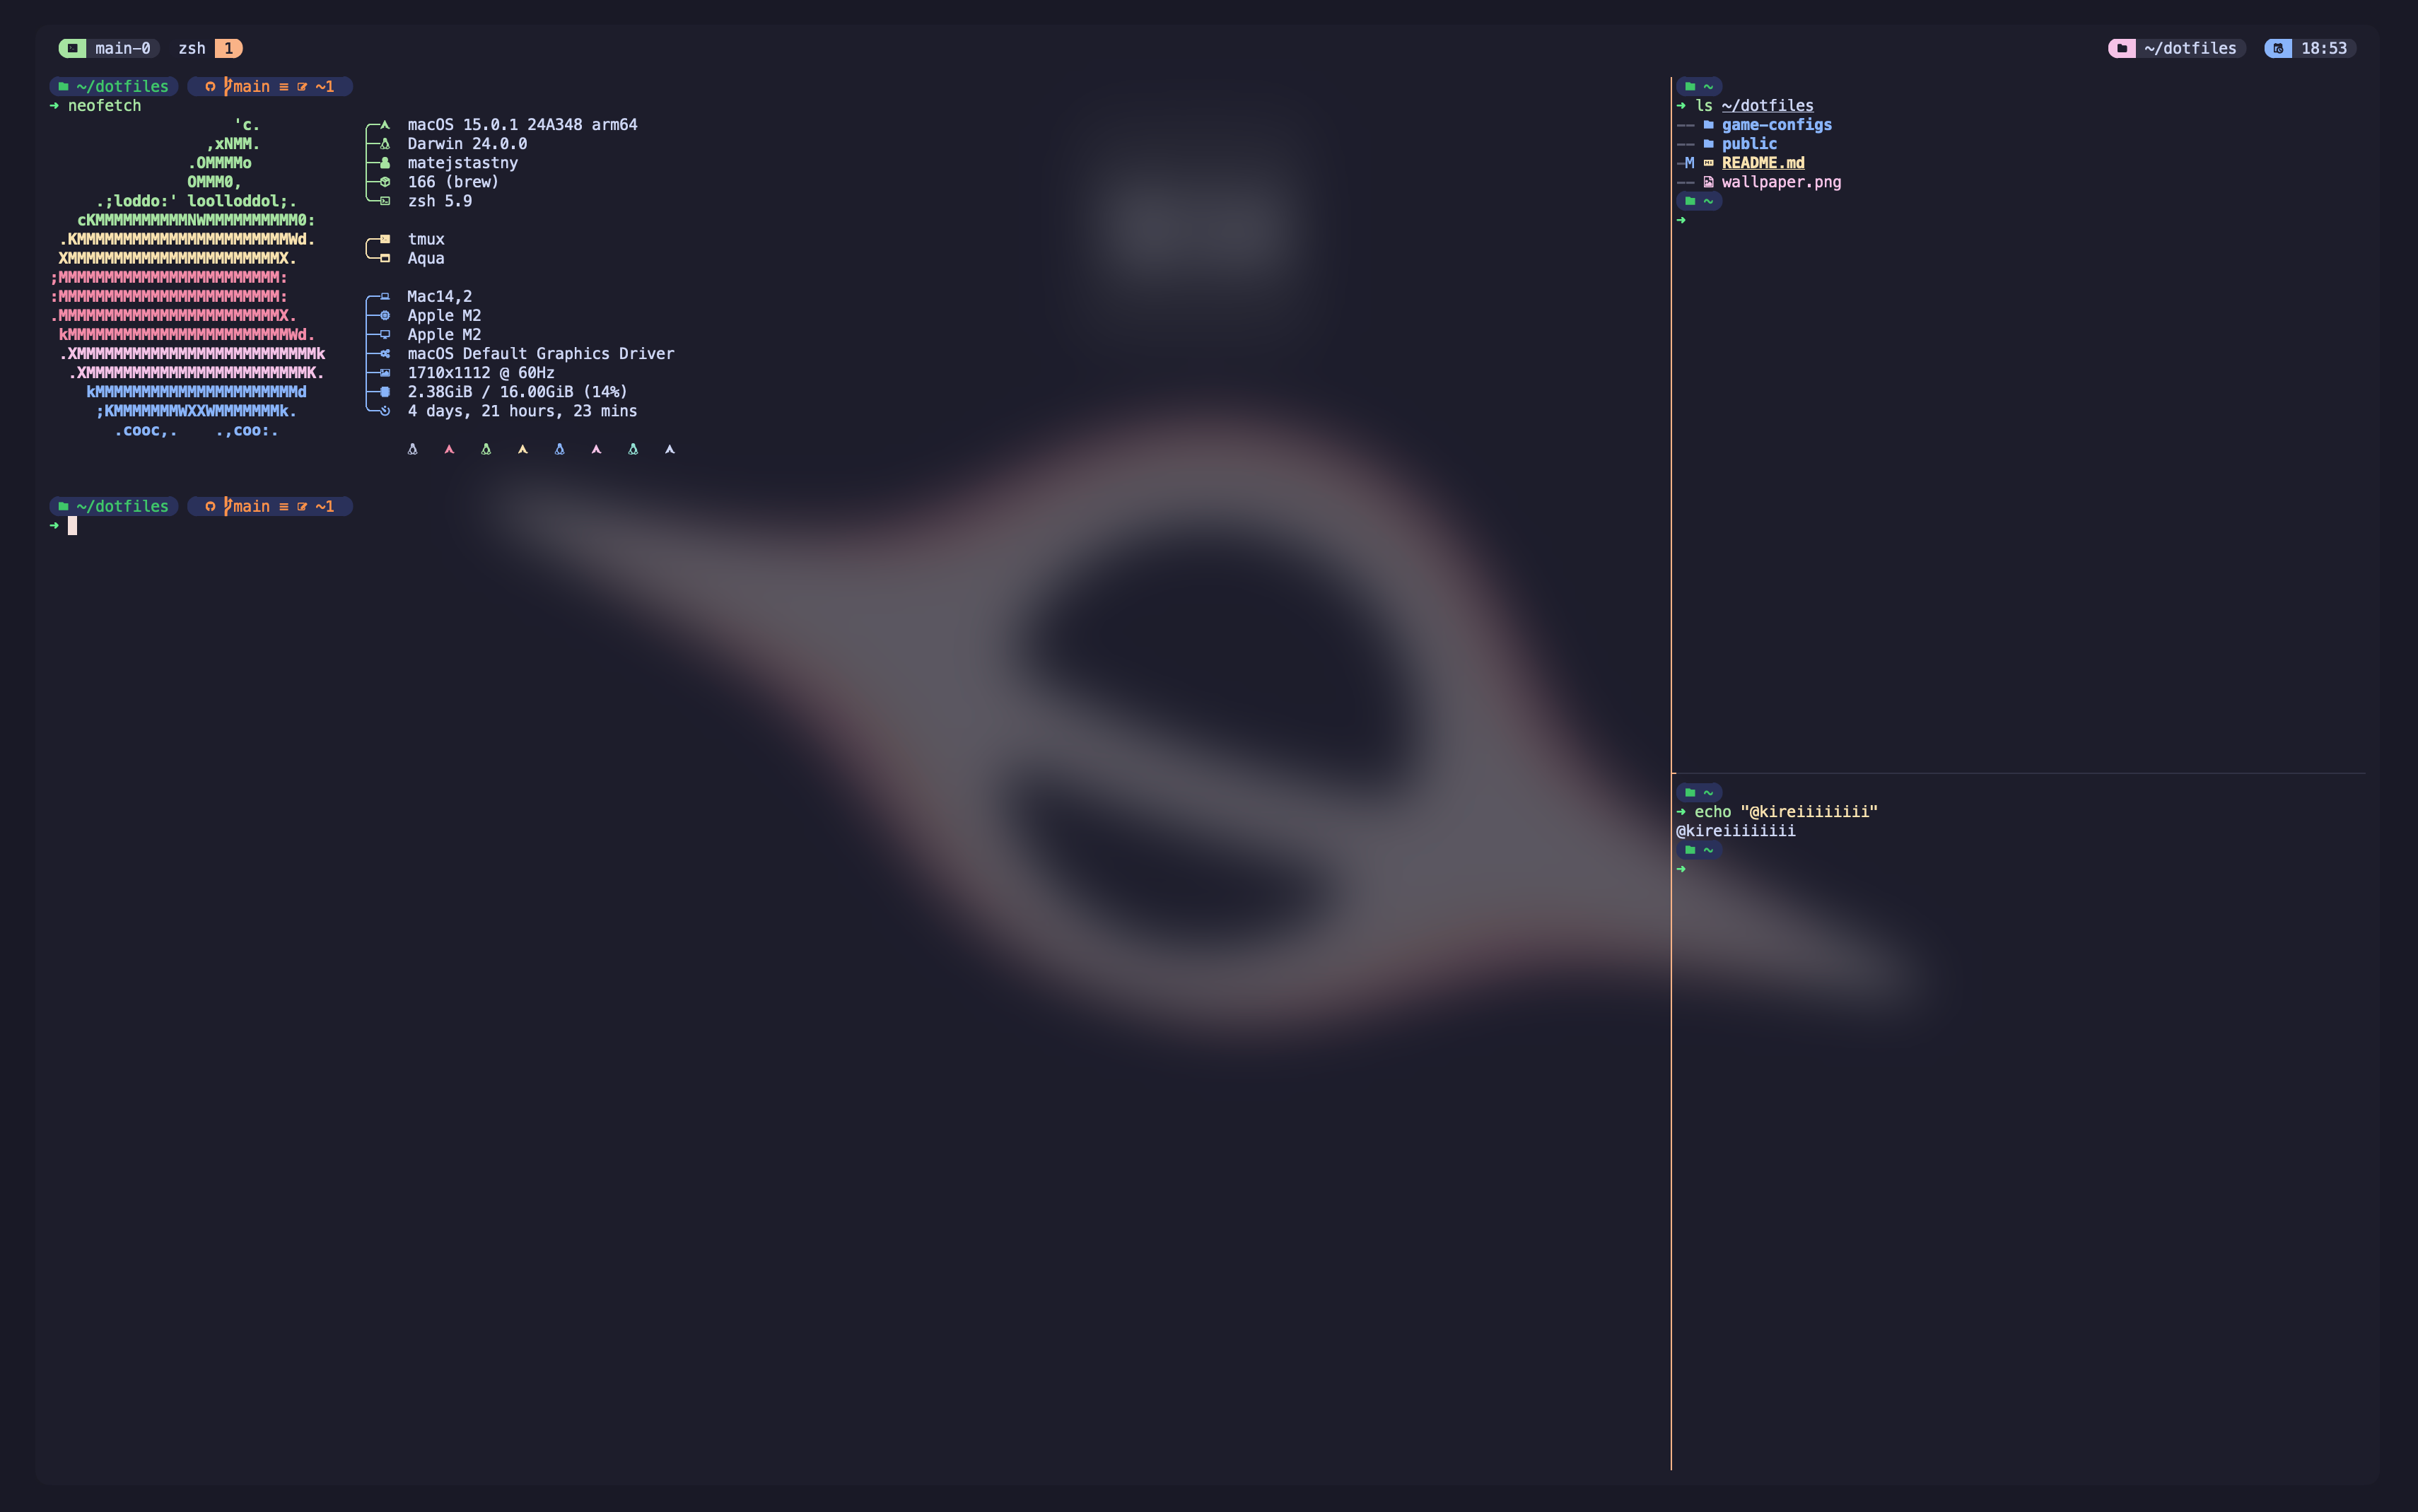 main-0 zsh 1
~/dotfiles 18:53
~/dotfiles main ≡ ~1
➜ neofetch
'c.
,xNMM.
.OMMMMo
OMMM0,
.;loddo:' loolloddol;.
cKMMMMMMMMMMNWMMMMMMMMMM0:
.KMMMMMMMMMMMMMMMMMMMMMMMWd.
XMMMMMMMMMMMMMMMMMMMMMMMX.
;MMMMMMMMMMMMMMMMMMMMMMMM:
:MMMMMMMMMMMMMMMMMMMMMMMM:
.MMMMMMMMMMMMMMMMMMMMMMMMX.
kMMMMMMMMMMMMMMMMMMMMMMMMWd.
.XMMMMMMMMMMMMMMMMMMMMMMMMMMk
.XMMMMMMMMMMMMMMMMMMMMMMMMK.
kMMMMMMMMMMMMMMMMMMMMMMd
;KMMMMMMMWXXWMMMMMMMk.
.cooc,. .,coo:.
macOS 15.0.1 24A348 arm64
Darwin 24.0.0
matejstastny
166 (brew)
zsh 5.9
tmux
Aqua
Mac14,2
Apple M2
Apple M2
macOS Default Graphics Driver
1710x1112 @ 60Hz
2.38GiB / 16.00GiB (14%)
4 days, 21 hours, 23 mins
~/dotfiles main ≡ ~1
➜
~
➜ ls ~/dotfiles
-- game-configs
-- public
-M README.md
-- wallpaper.png
~
➜
~
➜ echo "@kireiiiiiiii"
@kireiiiiiiii
~
➜